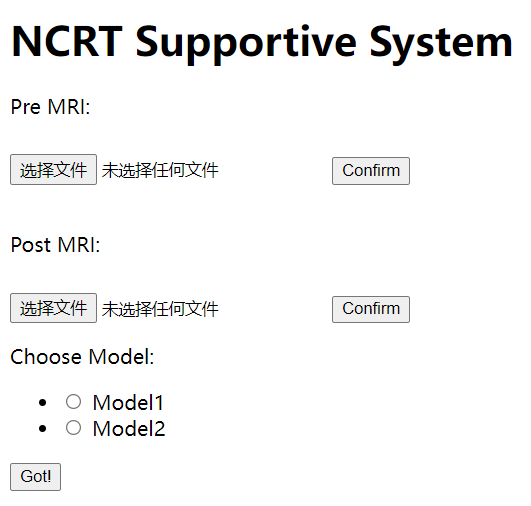 NCRT Supportive System
Pre MRI:
选择文件 未选择任何文件 Confirm
Post MRI:
选择文件 未选择任何文件 Confirm
Choose Model:
Model1
Model2
Got!